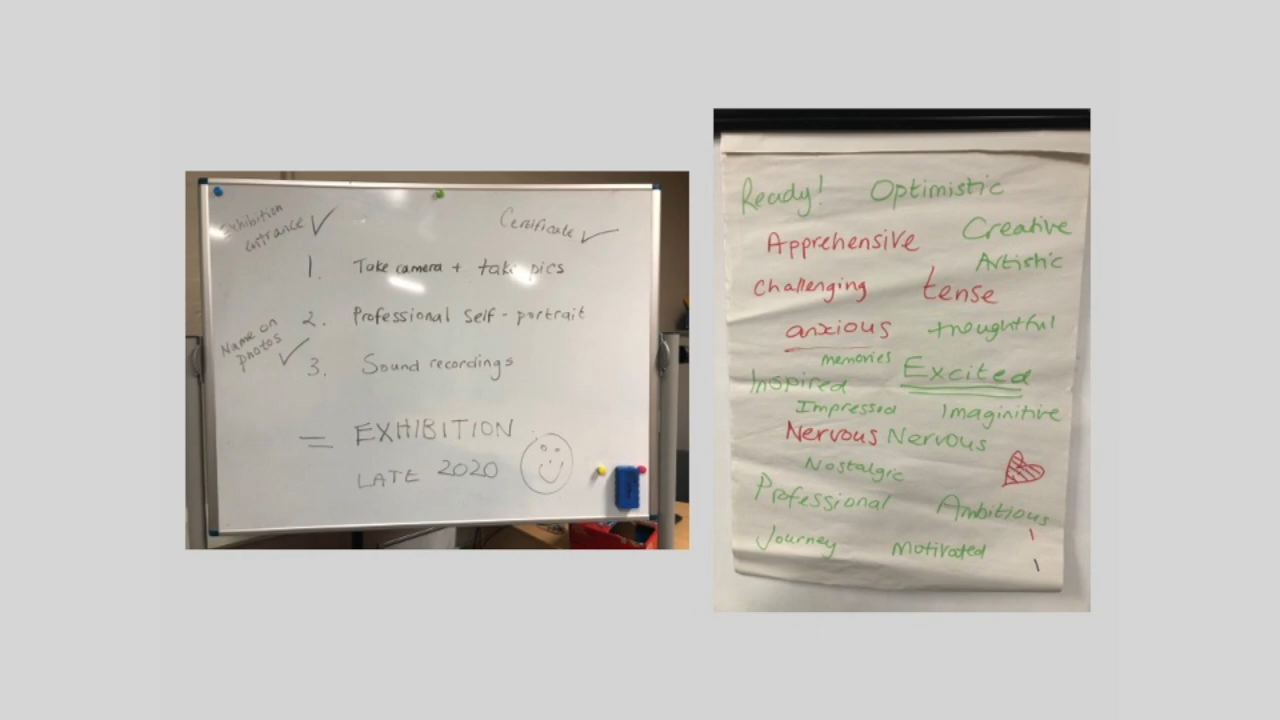 Exhibition
entrance ✓
Certificate ✓
1. Take camera + take pics
2. Professional Self-portrait
Name on
photos ✓
3. Sound recordings
= EXHIBITION
LATE 2020
Ready! Optimistic
Creative
Apprehensive
Artistic
Challenging tense
anxious thoughtful
memories
Inspired Excited
Impressed Imaginitive
Nervous Nervous
Nostalgic
Professional Ambitious
Journey Motivated